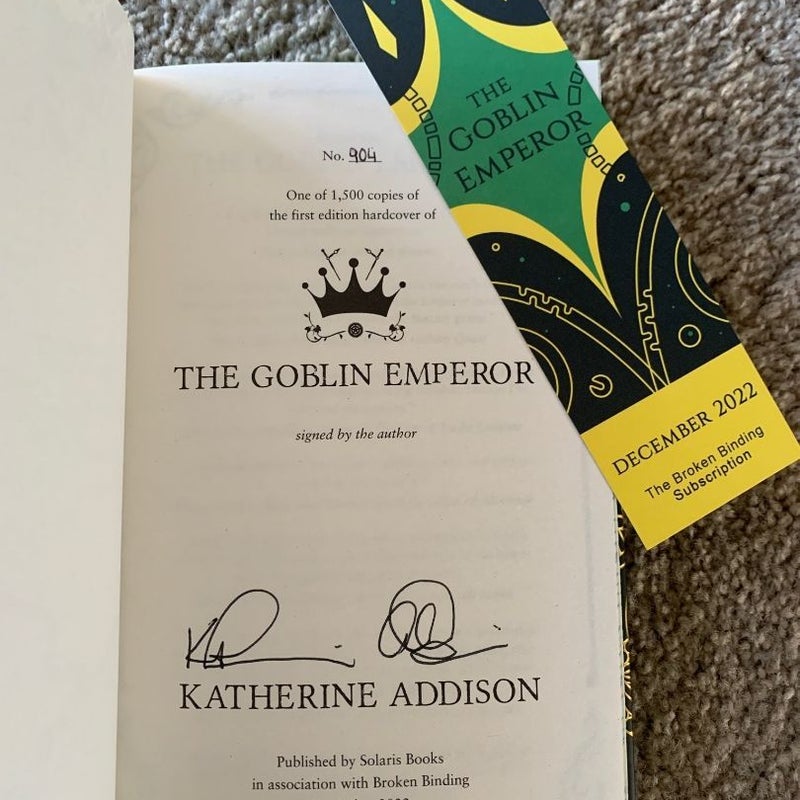 No. 904
One of 1,500 copies of
the first edition hardcover of
THE GOBLIN EMPEROR
signed by the author
KATHERINE ADDISON
Published by Solaris Books
in association with Broken Binding
THE
GOBLIN
EMPEROR
DECEMBER 2022
The Broken Binding
Subscription